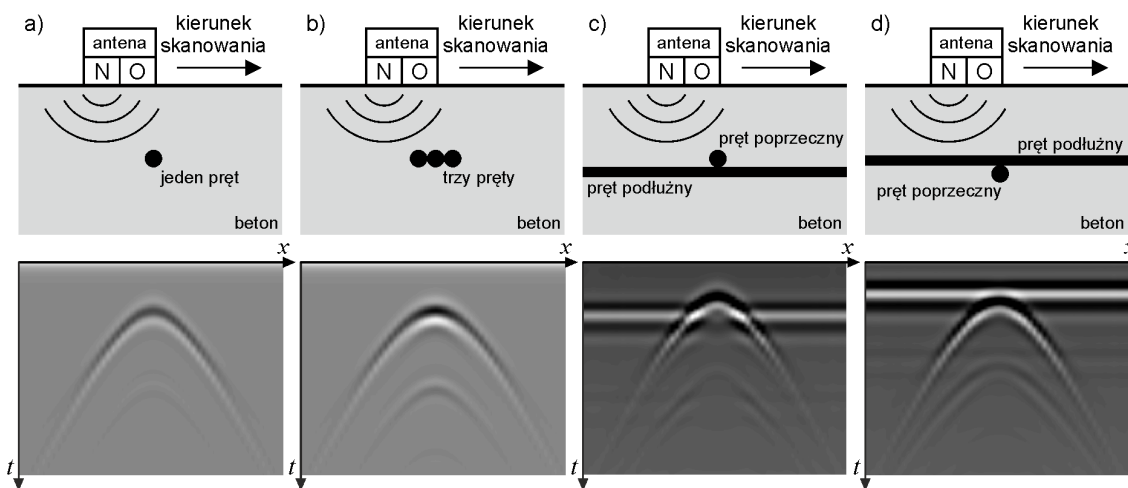 a)
antena
N O
kierunek
skanowania
jeden pręt
beton
x
t
b)
antena
N O
kierunek
skanowania
trzy pręty
beton
x
c)
antena
N O
kierunek
skanowania
pręt poprzeczny
pręt podłużny
beton
x
d)
antena
N O
kierunek
skanowania
pręt podłużny
pręt poprzeczny
beton
x
t